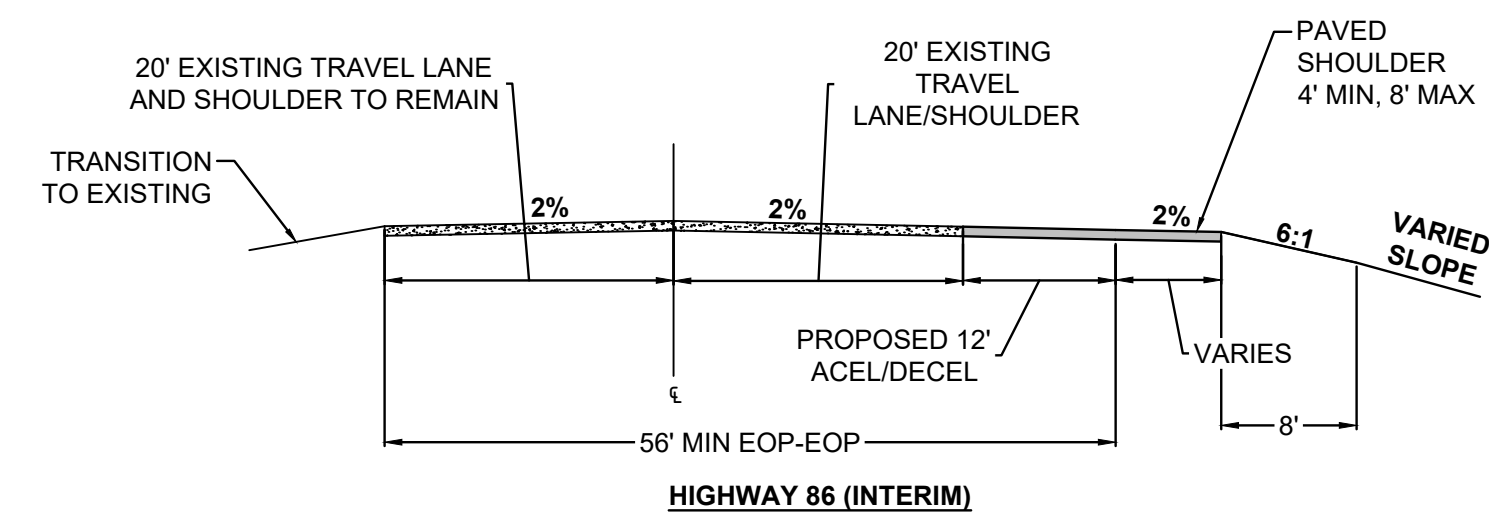 20' EXISTING TRAVEL LANE
AND SHOULDER TO REMAIN
20' EXISTING
TRAVEL
LANE/SHOULDER
PAVED
SHOULDER
4' MIN, 8' MAX
TRANSITION
TO EXISTING
2%
2%
2%
6:1
VARIED
SLOPE
PROPOSED 12'
ACEL/DECEL
VARIES
℄
56' MIN EOP-EOP
8'
HIGHWAY 86 (INTERIM)